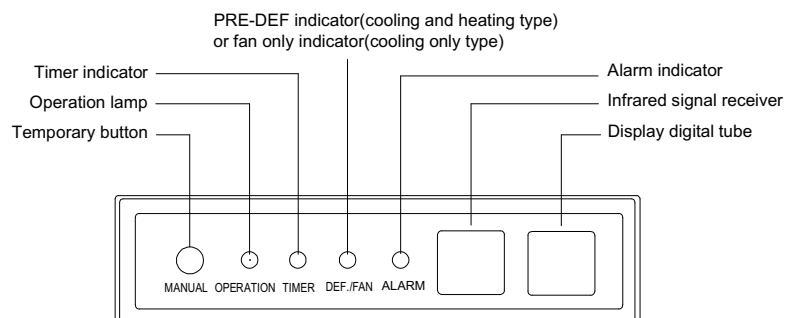 PRE-DEF indicator(cooling and heating type)
or fan only indicator(cooling only type)
Timer indicator
Alarm indicator
Operation lamp
Infrared signal receiver
Temporary button
Display digital tube
MANUAL OPERATION TIMER DEF./FAN ALARM